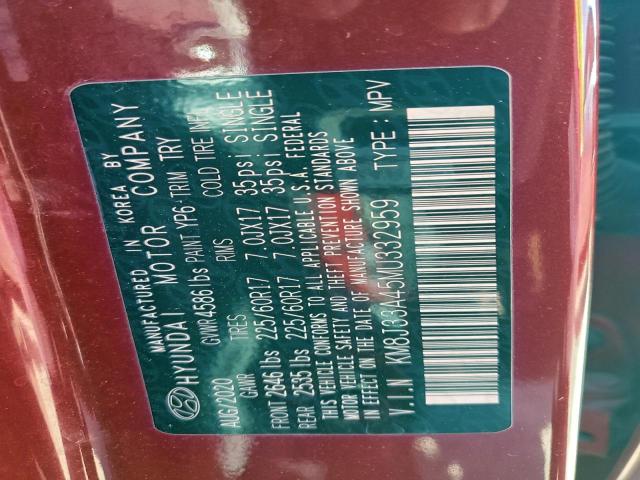 MANUFACTURED IN KOREA BY
HYUNDAI MOTOR COMPANY
AUG/2020 GVWR 4586 lbs PAINT YP6 TRIM TRY
GAWR TIRES RIMS COLD TIRE INF.
FRONT 2646 lbs 225/60R17 7.0JX17 35psi SINGLE
REAR 2535 lbs 225/60R17 7.0JX17 35psi SINGLE
THIS VEHICLE CONFORMS TO ALL APPLICABLE U.S.A. FEDERAL
MOTOR VEHICLE SAFETY AND THEFT PREVENTION STANDARDS
IN EFFECT ON THE DATE OF MANUFACTURE SHOWN ABOVE
V.I.N KM8J33A45MU332959 TYPE : MPV